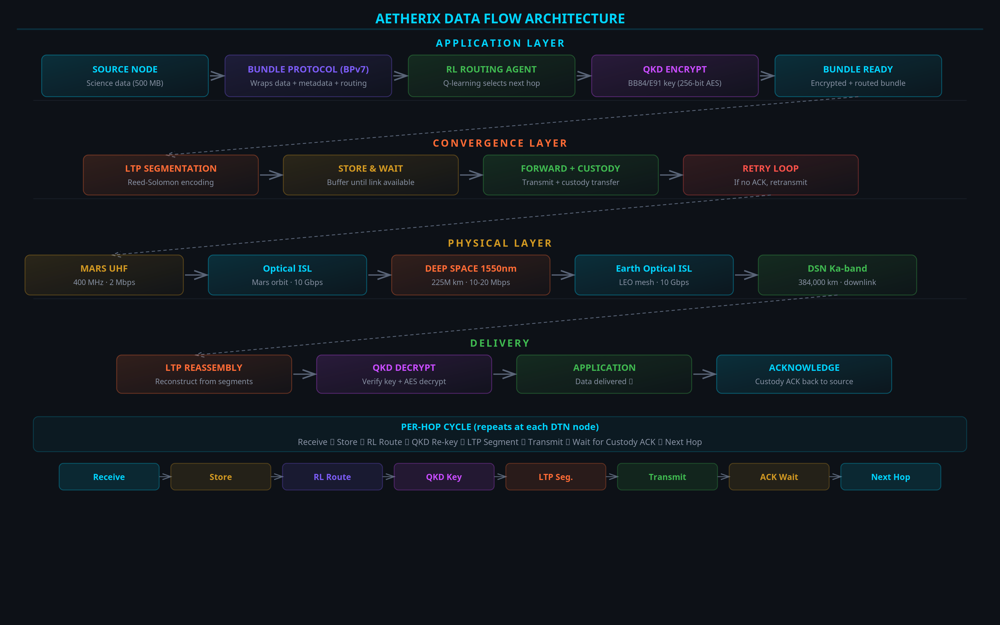 AETHERIX DATA FLOW ARCHITECTURE
APPLICATION LAYER
SOURCE NODE
Science data (500 MB)
BUNDLE PROTOCOL (BPv7)
Wraps data + metadata + routing
RL ROUTING AGENT
Q-learning selects next hop
QKD ENCRYPT
BB84/E91 key (256-bit AES)
BUNDLE READY
Encrypted + routed bundle
CONVERGENCE LAYER
LTP SEGMENTATION
Reed-Solomon encoding
STORE & WAIT
Buffer until link available
FORWARD + CUSTODY
Transmit + custody transfer
RETRY LOOP
If no ACK, retransmit
PHYSICAL LAYER
MARS UHF
400 MHz · 2 Mbps
Optical ISL
Mars orbit · 10 Gbps
DEEP SPACE 1550nm
225M km · 10-20 Mbps
Earth Optical ISL
LEO mesh · 10 Gbps
DSN Ka-band
384,000 km · downlink
DELIVERY
LTP REASSEMBLY
Reconstruct from segments
QKD DECRYPT
Verify key + AES decrypt
APPLICATION
Data delivered ▯
ACKNOWLEDGE
Custody ACK back to source
PER-HOP CYCLE (repeats at each DTN node)
Receive ▯ Store ▯ RL Route ▯ QKD Re-key ▯ LTP Segment ▯ Transmit ▯ Wait for Custody ACK ▯ Next Hop
Receive
Store
RL Route
QKD Key
LTP Seg.
Transmit
ACK Wait
Next Hop